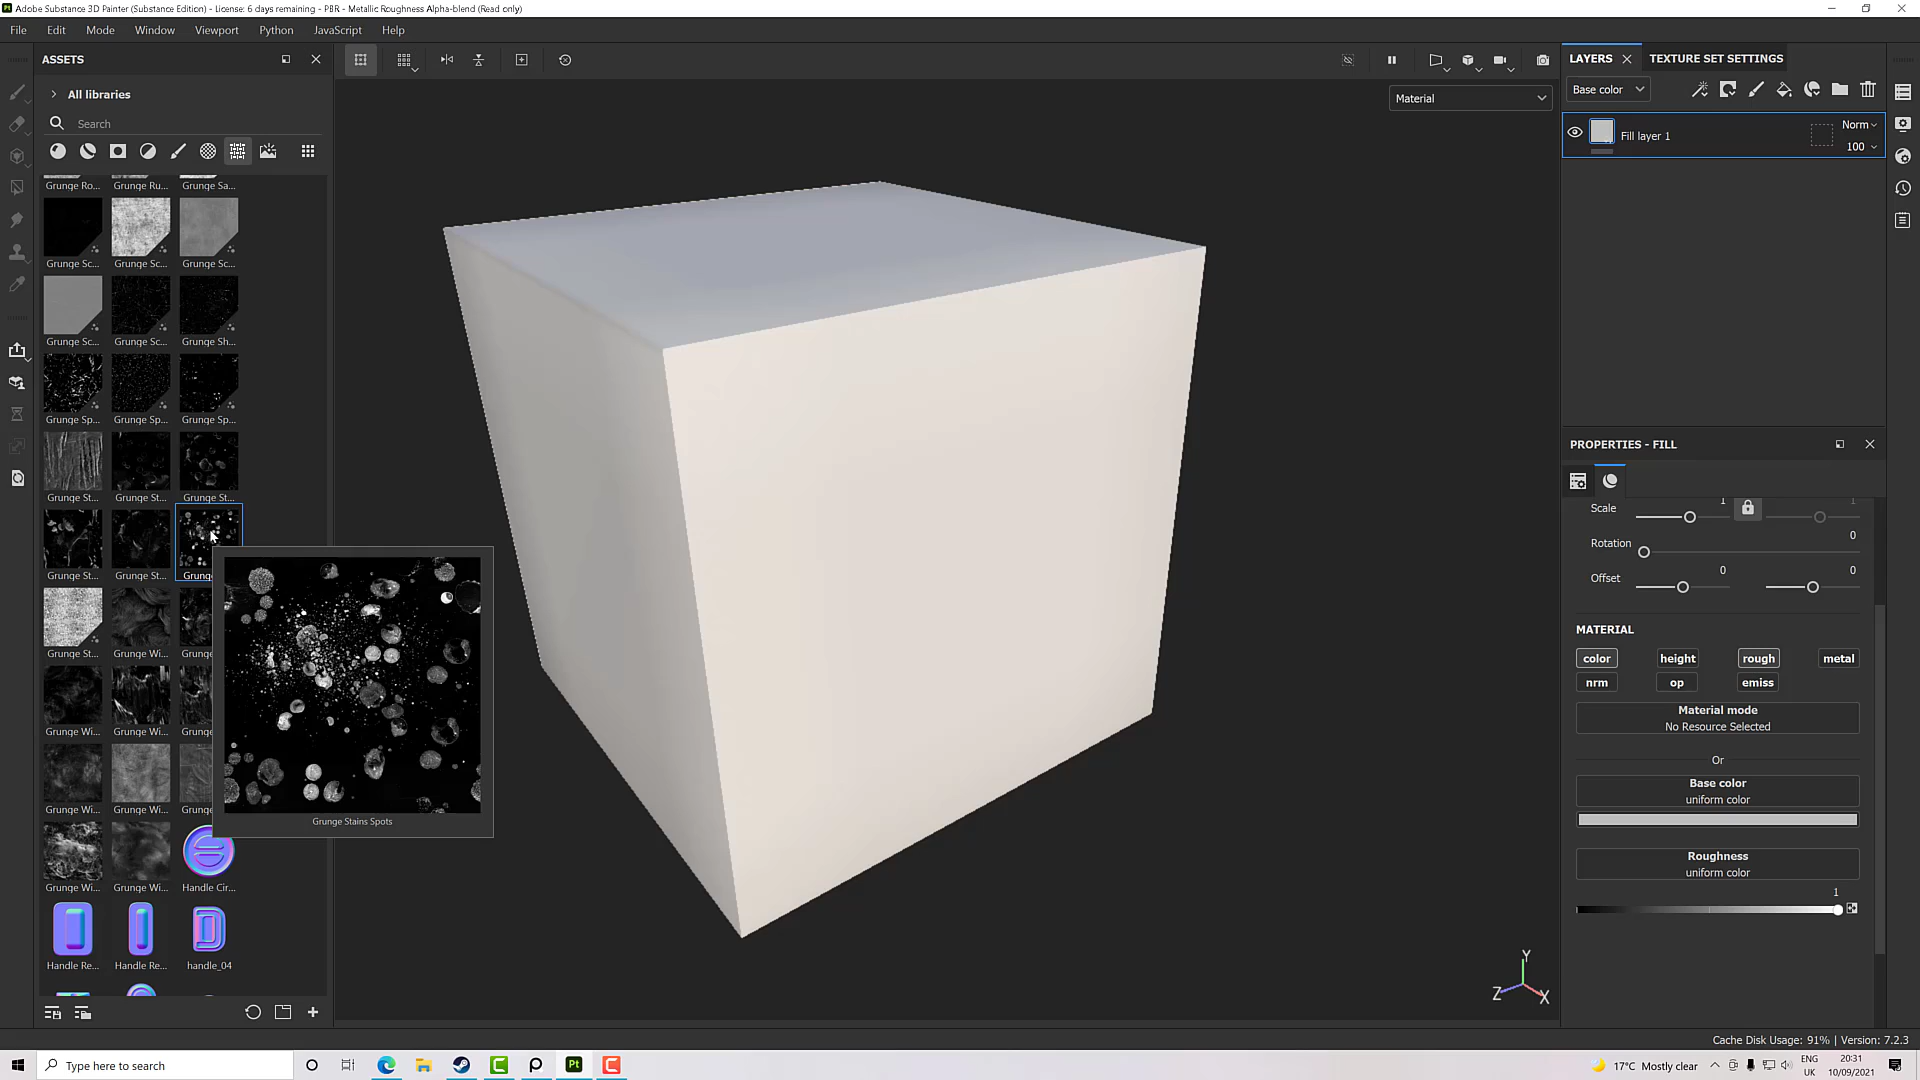 Adobe Substance 3D Painter (Substance Edition) - License: 6 days remaining - PBR - Metallic Roughness Alpha-blend (Read only)
File Edit Mode Window Viewport Python JavaScript Help
ASSETS
All libraries
Search
Grunge Ro... Grunge Ru... Grunge Sa...
Grunge Sc... Grunge Sc... Grunge Sc...
Grunge Sc... Grunge Sc... Grunge Sh...
Grunge Sp... Grunge Sp... Grunge Sp...
Grunge St... Grunge St... Grunge St...
Grunge St... Grunge St... Grung
Grunge St... Grunge Wi... Grung
Grunge Wi... Grunge Wi... Grung
Grunge Wi... Grunge Wi... Grung
Grunge Wi... Grunge Wi... Handle Cir...
Handle Re... Handle Re... handle_04
Grunge Stains Spots
Material
Y
Z X
LAYERS TEXTURE SET SETTINGS
Base color
Fill layer 1
Norm
100
PROPERTIES - FILL
Scale 1 1
Rotation 0
Offset 0 0
MATERIAL
color height rough metal
nrm op emiss
Material mode
No Resource Selected
Or
Base color
uniform color
Roughness
uniform color
1
Cache Disk Usage: 91% | Version: 7.2.3
Pt
Type here to search
17°C Mostly clear
ENG
UK
20:31
10/09/2021